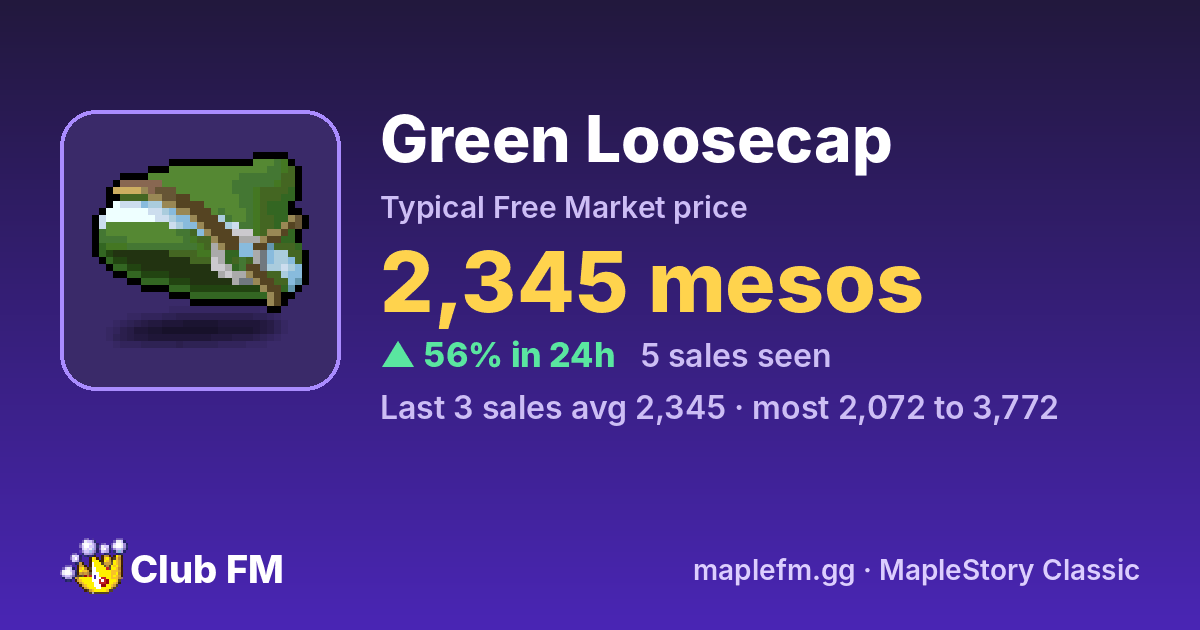 Green Loosecap
Typical Free Market price
2,345 mesos
▲ 56% in 24h 5 sales seen
Last 3 sales avg 2,345 · most 2,072 to 3,772
Club FM
maplefm.gg · MapleStory Classic